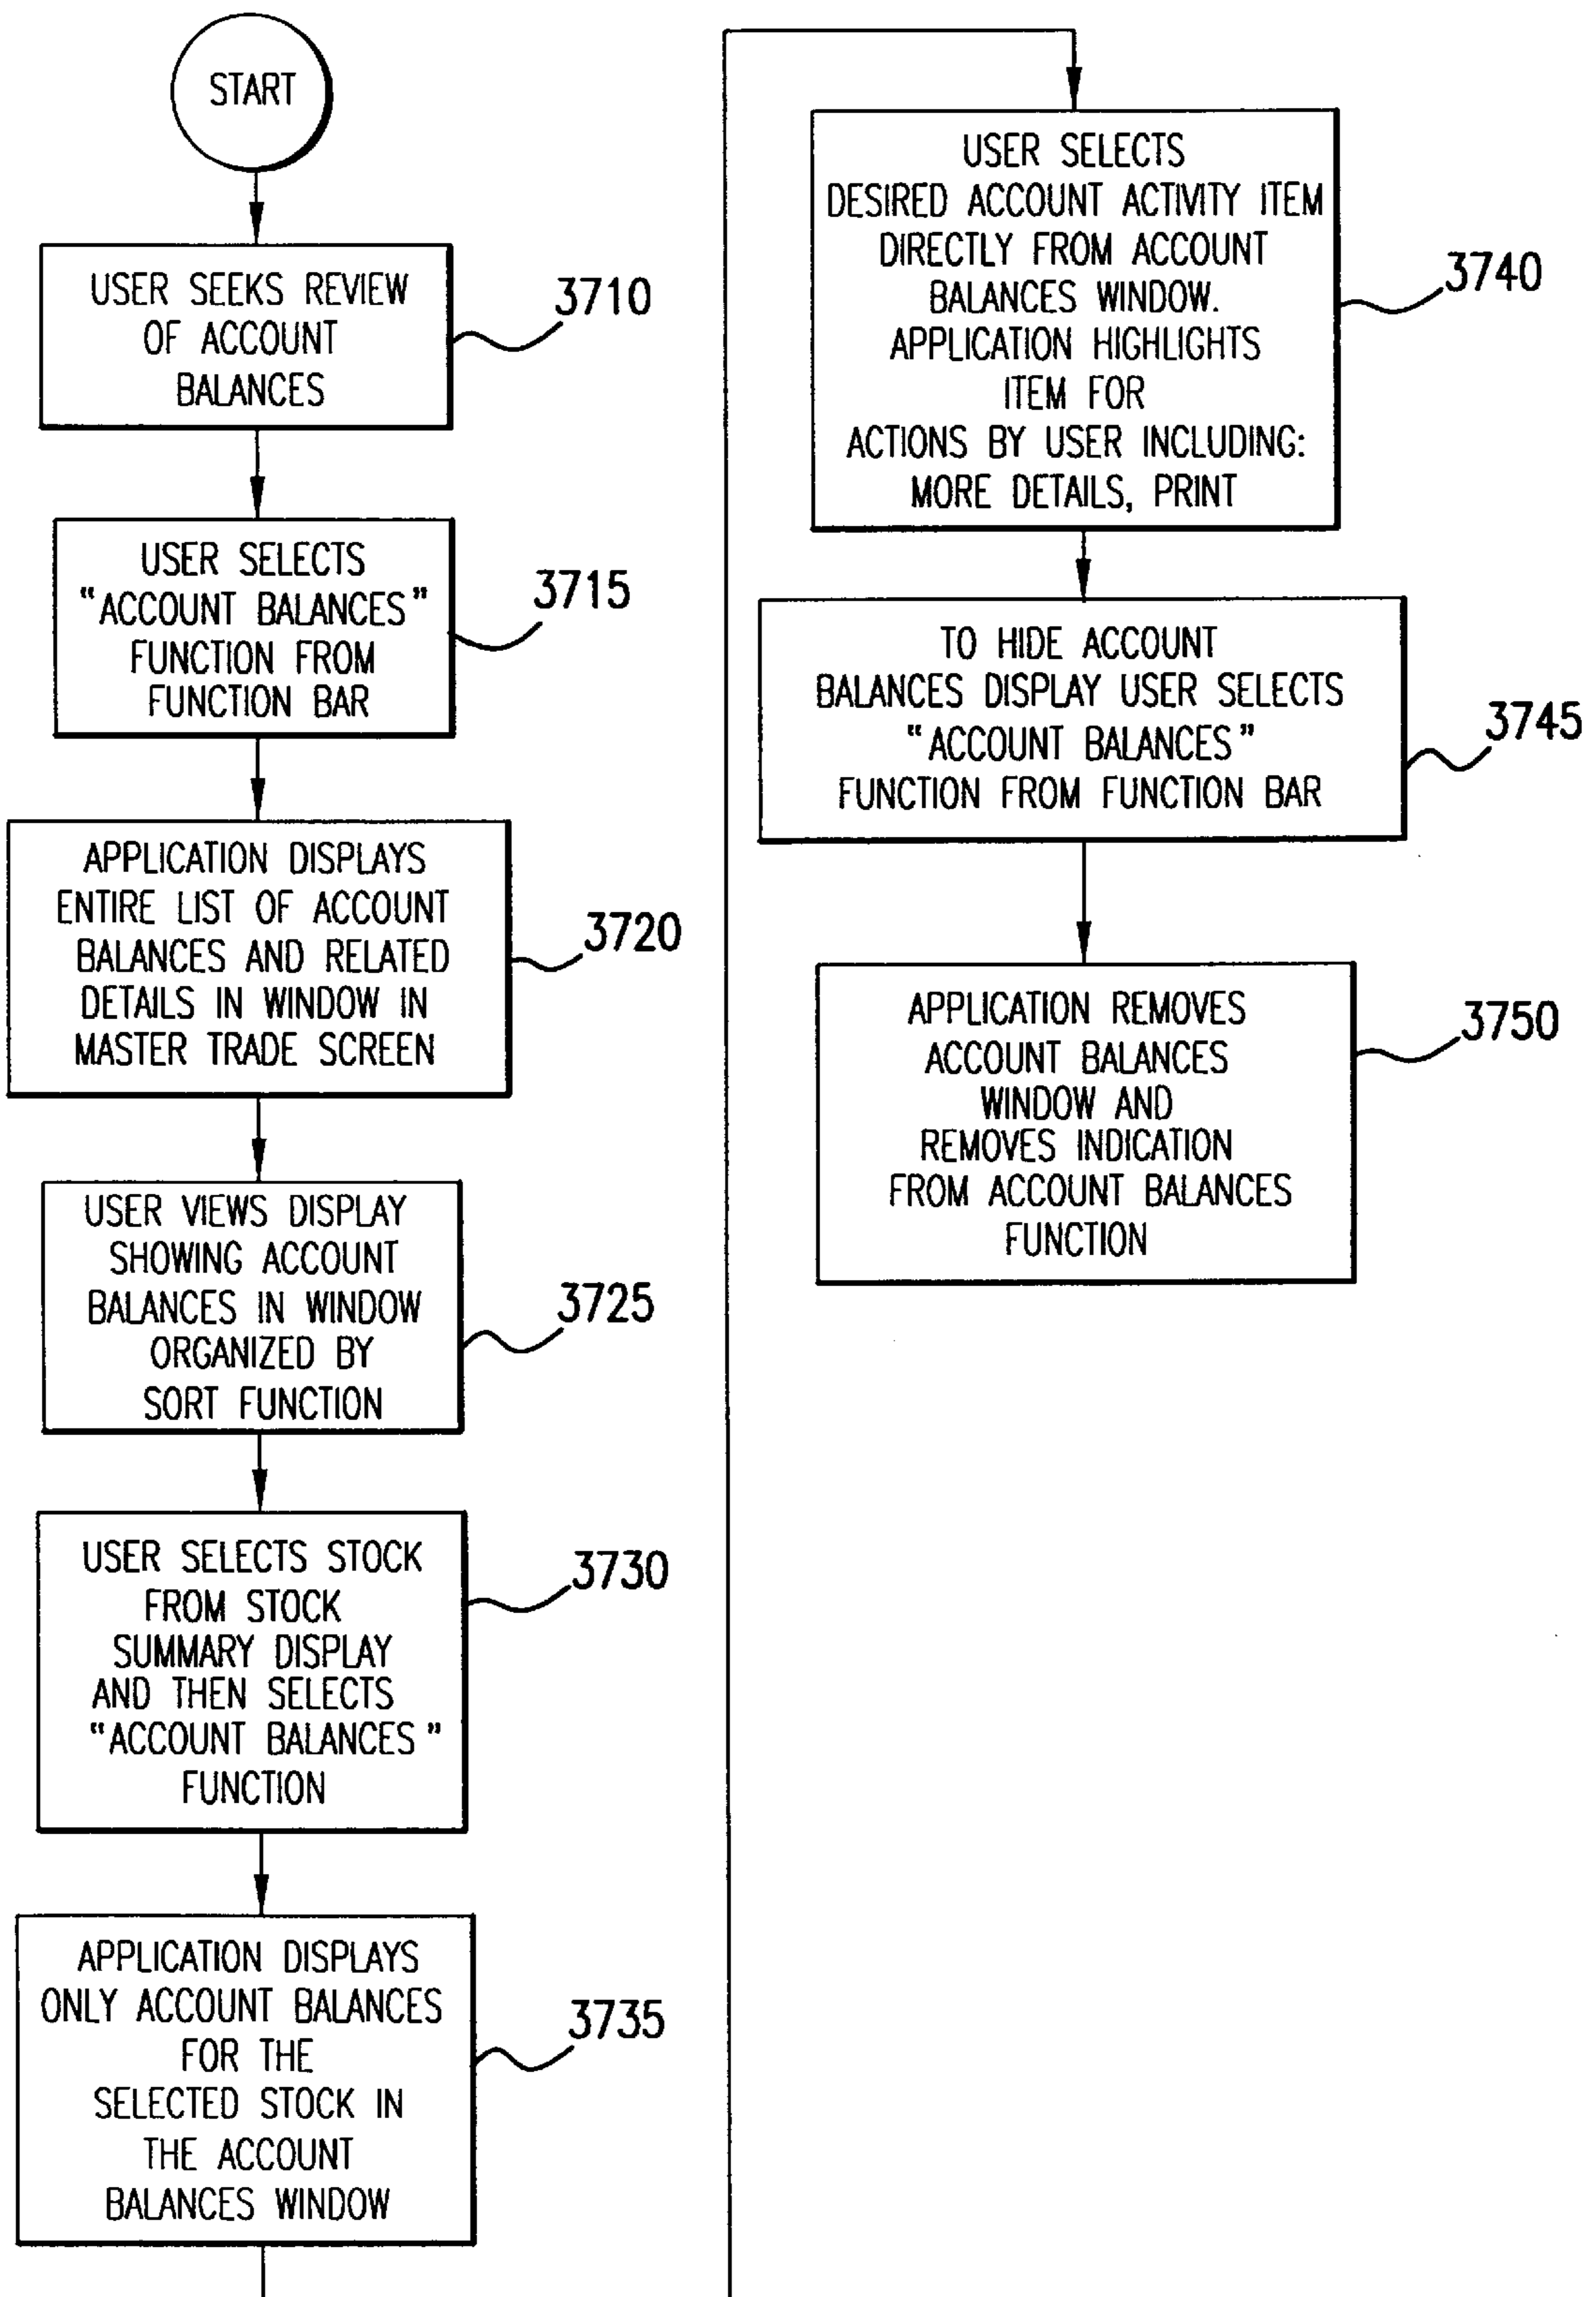 START
USER SEEKS REVIEW
OF ACCOUNT
BALANCES
3710
USER SELECTS
"ACCOUNT BALANCES"
FUNCTION FROM
FUNCTION BAR
3715
APPLICATION DISPLAYS
ENTIRE LIST OF ACCOUNT
BALANCES AND RELATED
DETAILS IN WINDOW IN
MASTER TRADE SCREEN
3720
USER VIEWS DISPLAY
SHOWING ACCOUNT
BALANCES IN WINDOW
ORGANIZED BY
SORT FUNCTION
3725
USER SELECTS STOCK
FROM STOCK
SUMMARY DISPLAY
AND THEN SELECTS
"ACCOUNT BALANCES"
FUNCTION
3730
APPLICATION DISPLAYS
ONLY ACCOUNT BALANCES
FOR THE
SELECTED STOCK IN
THE ACCOUNT
BALANCES WINDOW
3735
USER SELECTS
DESIRED ACCOUNT ACTIVITY ITEM
DIRECTLY FROM ACCOUNT
BALANCES WINDOW.
APPLICATION HIGHLIGHTS
ITEM FOR
ACTIONS BY USER INCLUDING:
MORE DETAILS, PRINT
3740
TO HIDE ACCOUNT
BALANCES DISPLAY USER SELECTS
"ACCOUNT BALANCES"
FUNCTION FROM FUNCTION BAR
3745
APPLICATION REMOVES
ACCOUNT BALANCES
WINDOW AND
REMOVES INDICATION
FROM ACCOUNT BALANCES
FUNCTION
3750